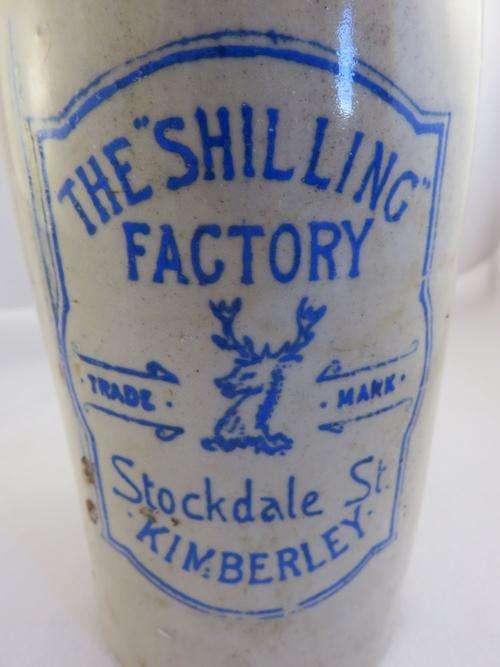 THE "SHILLING"
FACTORY
· TRADE · · MARK ·
Stockdale St.
· KIMBERLEY ·